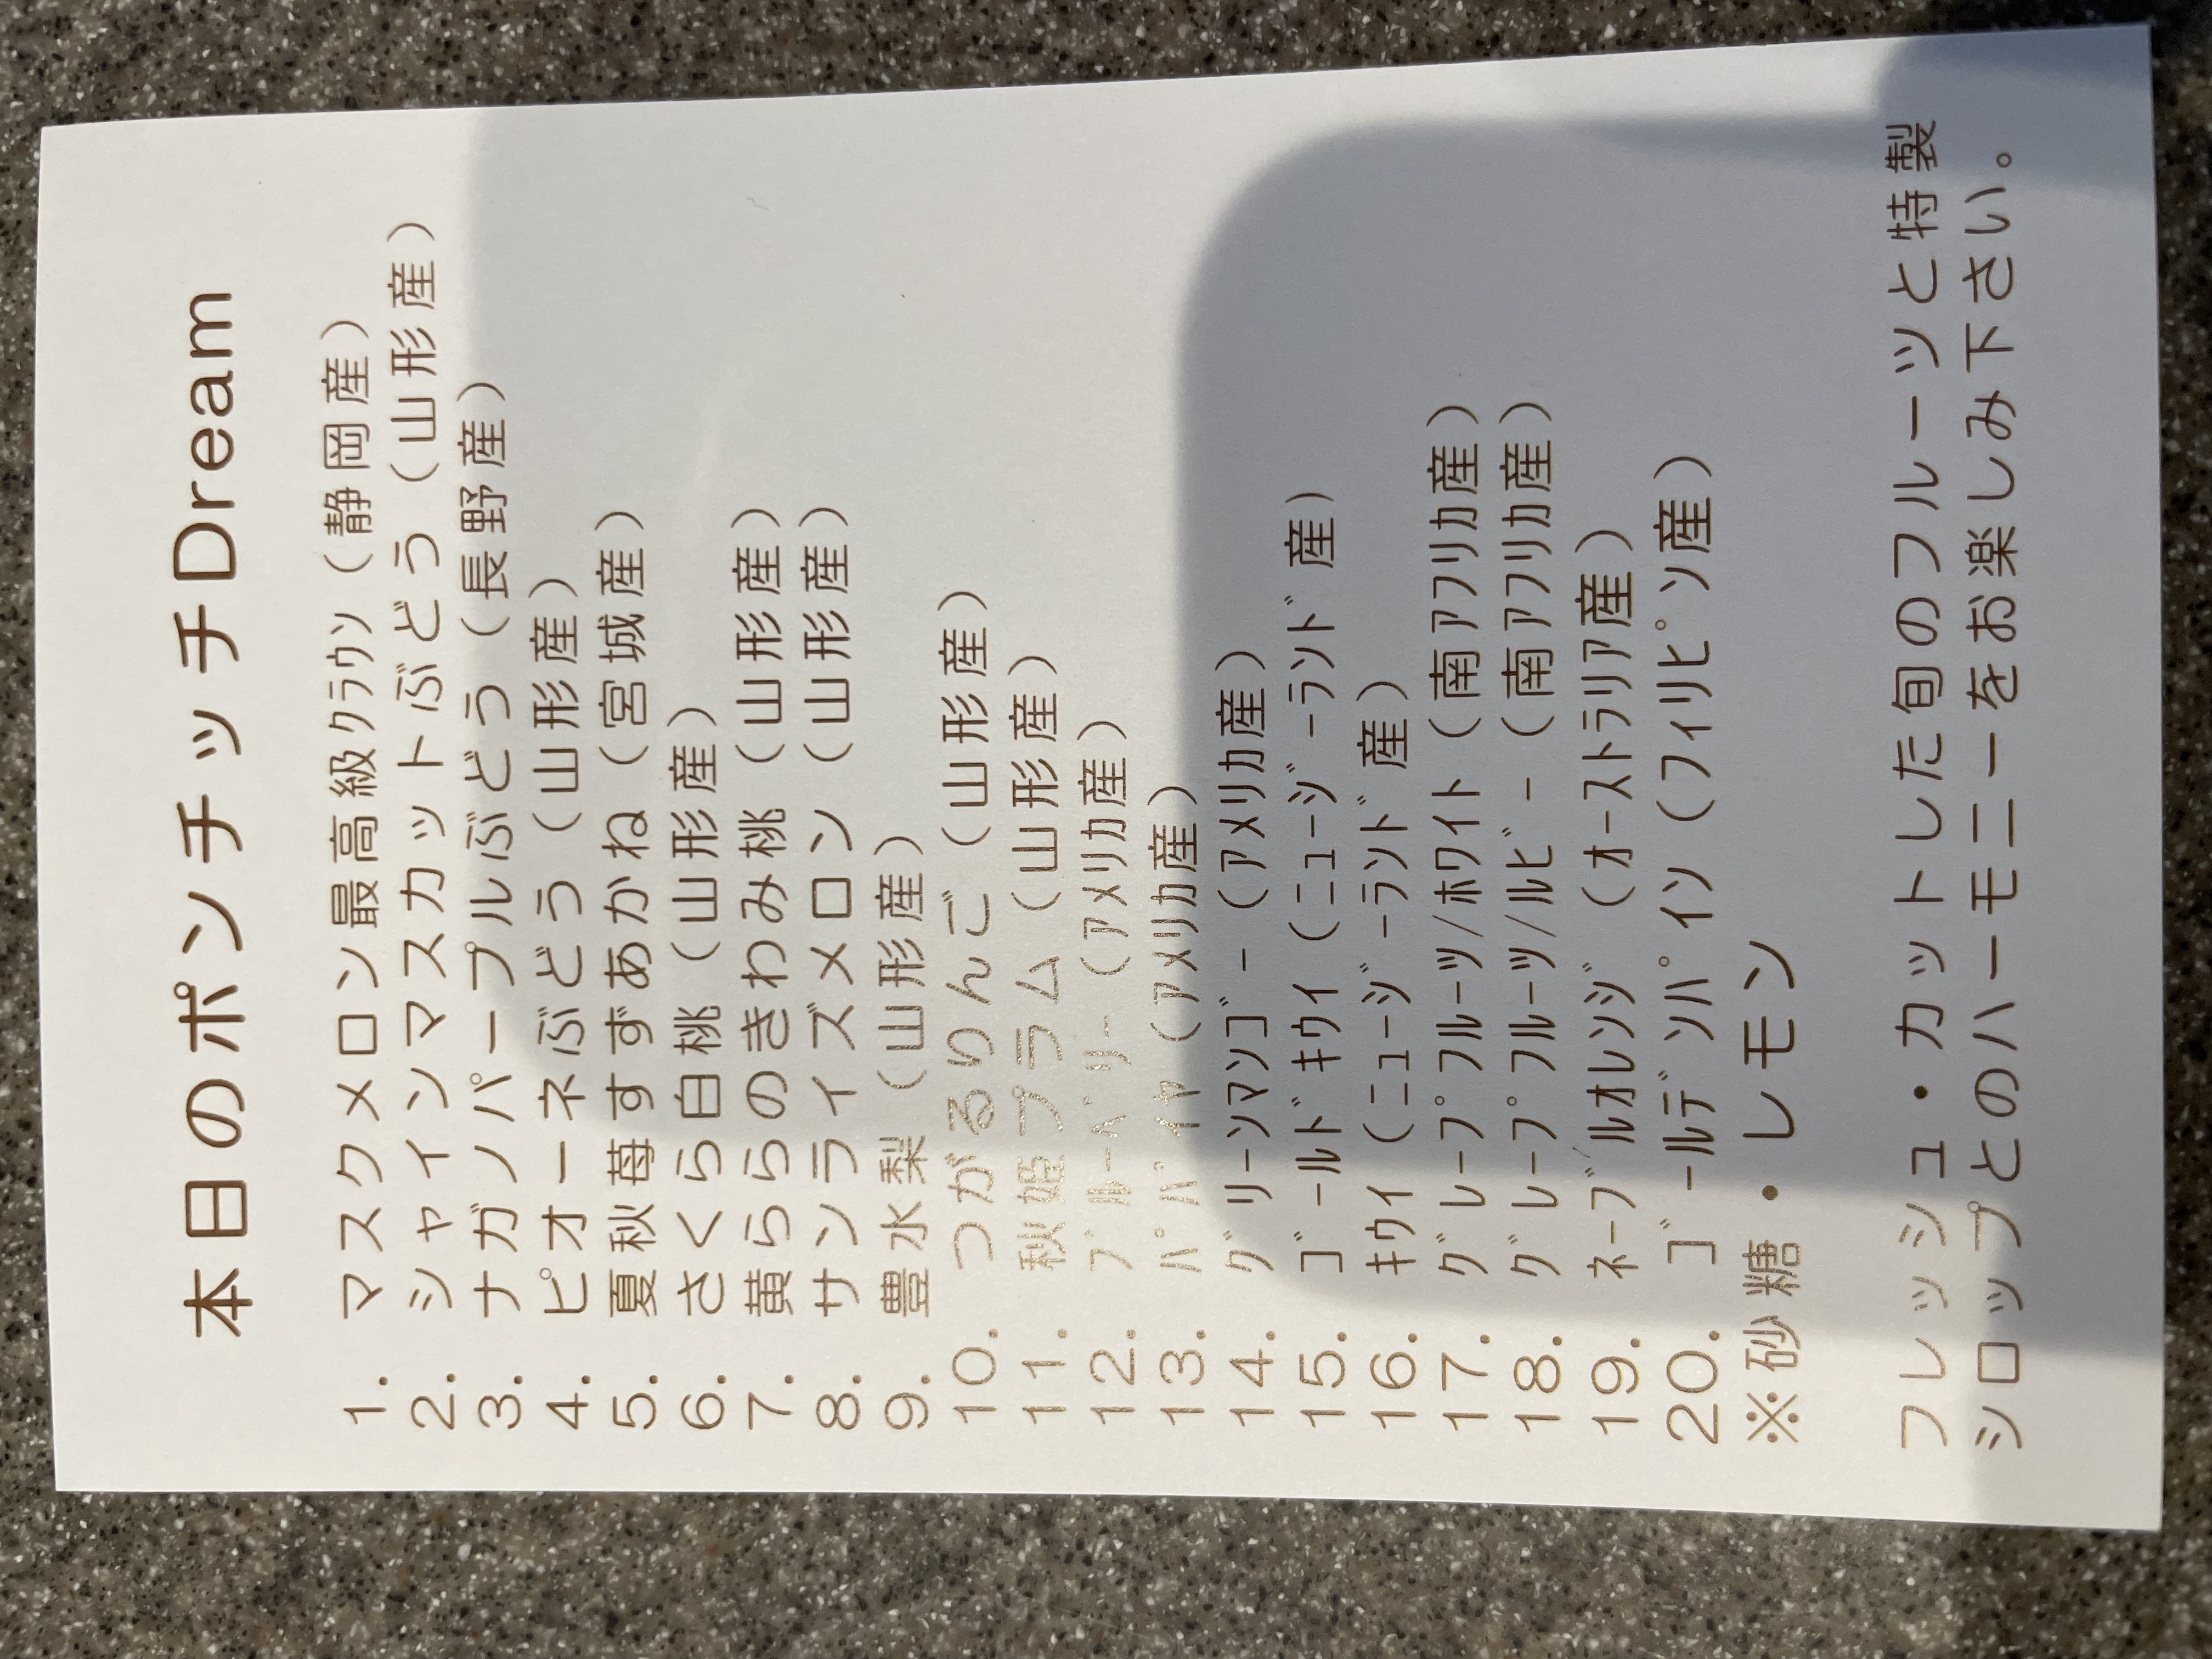 本日のポンチッチDream
1. マスクメロン最高級ｸﾗｳﾝ（静岡産）
2. シャインマスカットぶどう（山形産）
3. ナガノパープルぶどう（長野産）
4. ピオーネぶどう（山形産）
5. 夏秋苺すずあかね（宮城産）
6. さくら白桃（山形産）
7. 黄ららのきわみ桃（山形産）
8. サンライズメロン（山形産）
9. 豊水梨（山形産）
10. つがるりんご（山形産）
11. 秋姫プラム（山形産）
12. ﾌﾞﾙｰﾍﾞﾘｰ（ｱﾒﾘｶ産）
13. ﾊﾟﾊﾟｲﾔ（ｱﾒﾘｶ産）
14. ｸﾞﾘｰﾝﾏﾝｺﾞｰ（ｱﾒﾘｶ産）
15. ｺﾞｰﾙﾄﾞｷｳｲ（ﾆｭｰｼﾞｰﾗﾝﾄﾞ産）
16. ｷｳｲ（ﾆｭｰｼﾞｰﾗﾝﾄﾞ産）
17. ｸﾞﾚｰﾌﾟﾌﾙｰﾂ/ﾎﾜｲﾄ（南ｱﾌﾘｶ産）
18. ｸﾞﾚｰﾌﾟﾌﾙｰﾂ/ﾙﾋﾞｰ（南ｱﾌﾘｶ産）
19. ﾈｰﾌﾞﾙｵﾚﾝｼﾞ（ｵｰｽﾄﾗﾘｱ産）
20. ｺﾞｰﾙﾃﾞﾝﾊﾟｲﾝ（ﾌｨﾘﾋﾟﾝ産）
※砂糖・レモン
フレッシュ・カットした旬のフルーツと特製
シロップとのハーモニーをお楽しみ下さい。